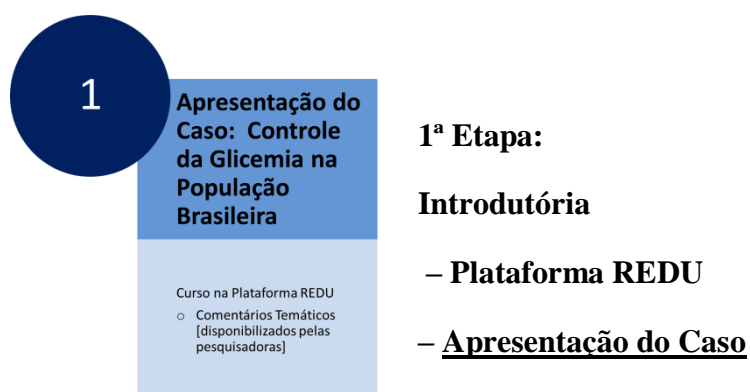 1
Apresentação do
Caso: Controle
da Glicemia na
População
Brasileira
Curso na Plataforma REDU
o Comentários Temáticos
[disponibilizados pelas
pesquisadoras]
1ª Etapa:
Introdutória
– Plataforma REDU
– Apresentação do Caso